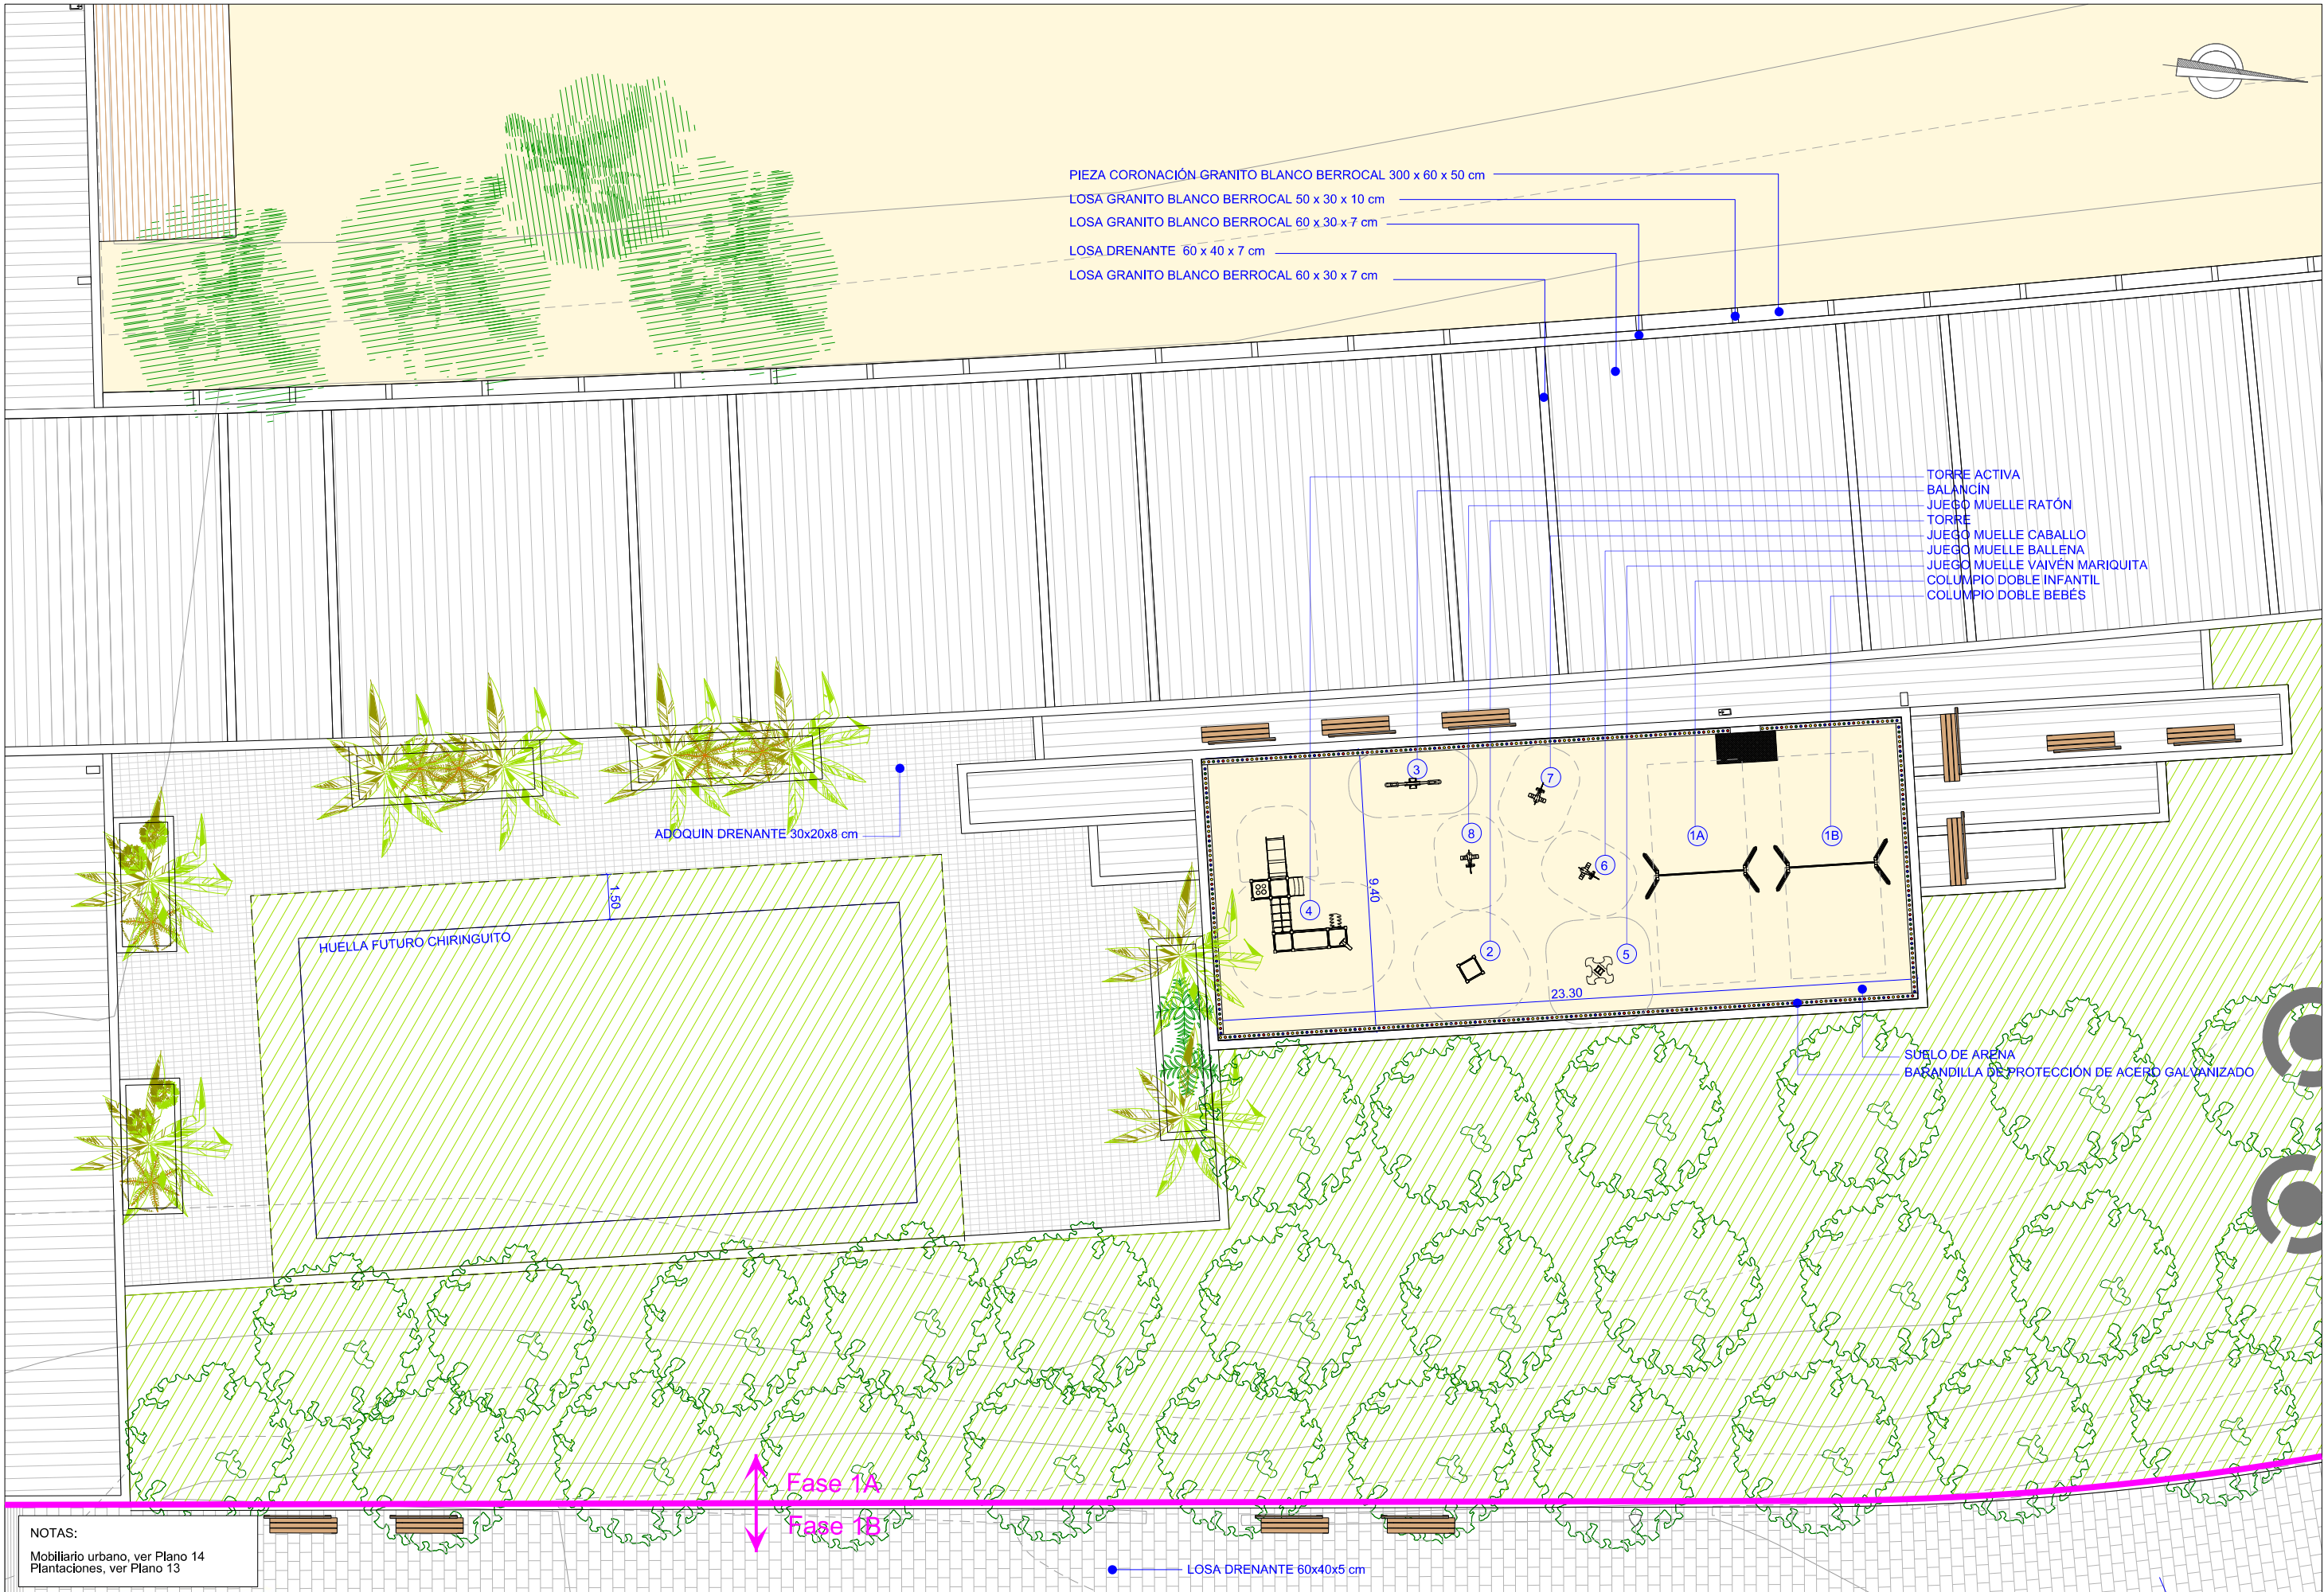 PIEZA CORONACIÓN GRANITO BLANCO BERROCAL 300 x 60 x 50 cm
LOSA GRANITO BLANCO BERROCAL 50 x 30 x 10 cm
LOSA GRANITO BLANCO BERROCAL 60 x 30 x 7 cm
LOSA DRENANTE 60 x 40 x 7 cm
LOSA GRANITO BLANCO BERROCAL 60 x 30 x 7 cm
TORRE ACTIVA
BALANCÍN
JUEGO MUELLE RATÓN
TORRE
JUEGO MUELLE CABALLO
JUEGO MUELLE BALLENA
JUEGO MUELLE VAIVÉN MARIQUITA
COLUMPIO DOBLE INFANTIL
COLUMPIO DOBLE BEBÉS
3
7
8
1A
1B
6
ADOQUIN DRENANTE 30x20x8 cm
1.50
9.40
4
HUELLA FUTURO CHIRINGUITO
2
5
23.30
SUELO DE ARENA
BARANDILLA DE PROTECCIÓN DE ACERO GALVANIZADO
Fase 1A
Fase 1B
NOTAS:
Mobiliario urbano, ver Plano 14
Plantaciones, ver Plano 13
LOSA DRENANTE 60x40x5 cm